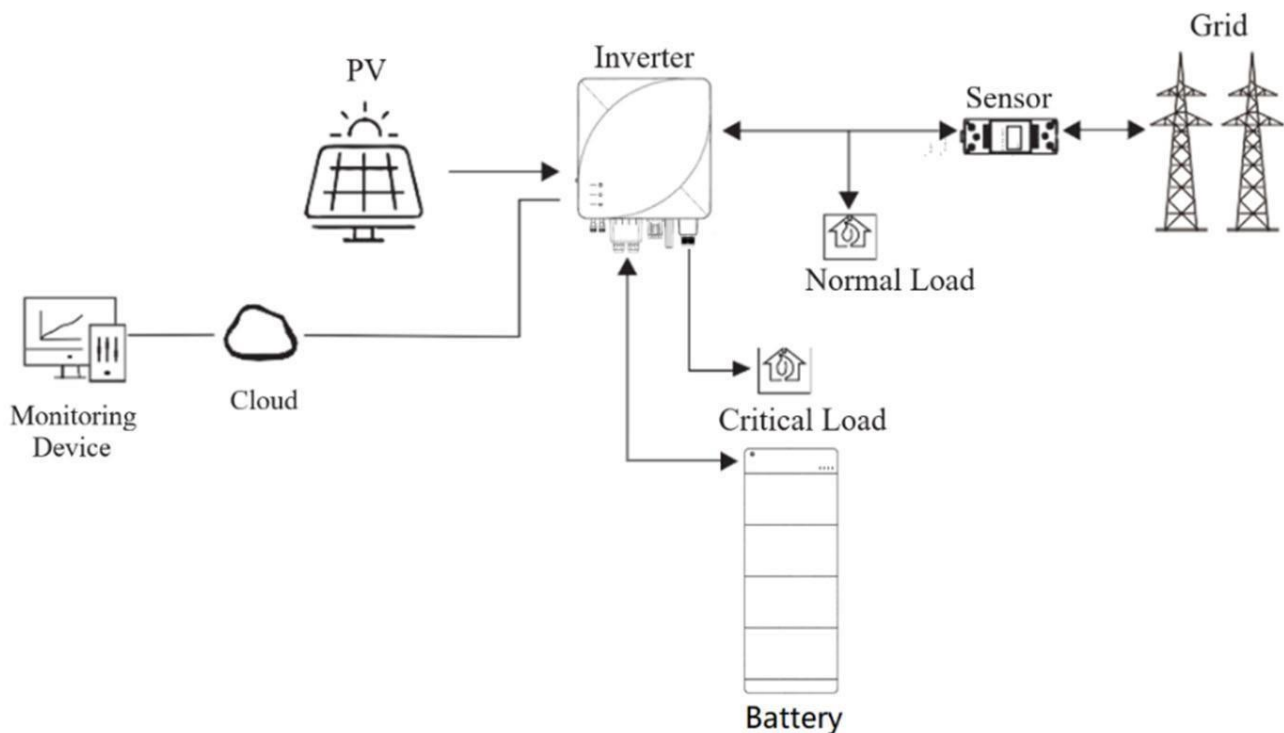 Grid
Inverter
PV
Sensor
Normal Load
Critical Load
Cloud
Monitoring
Device
Battery